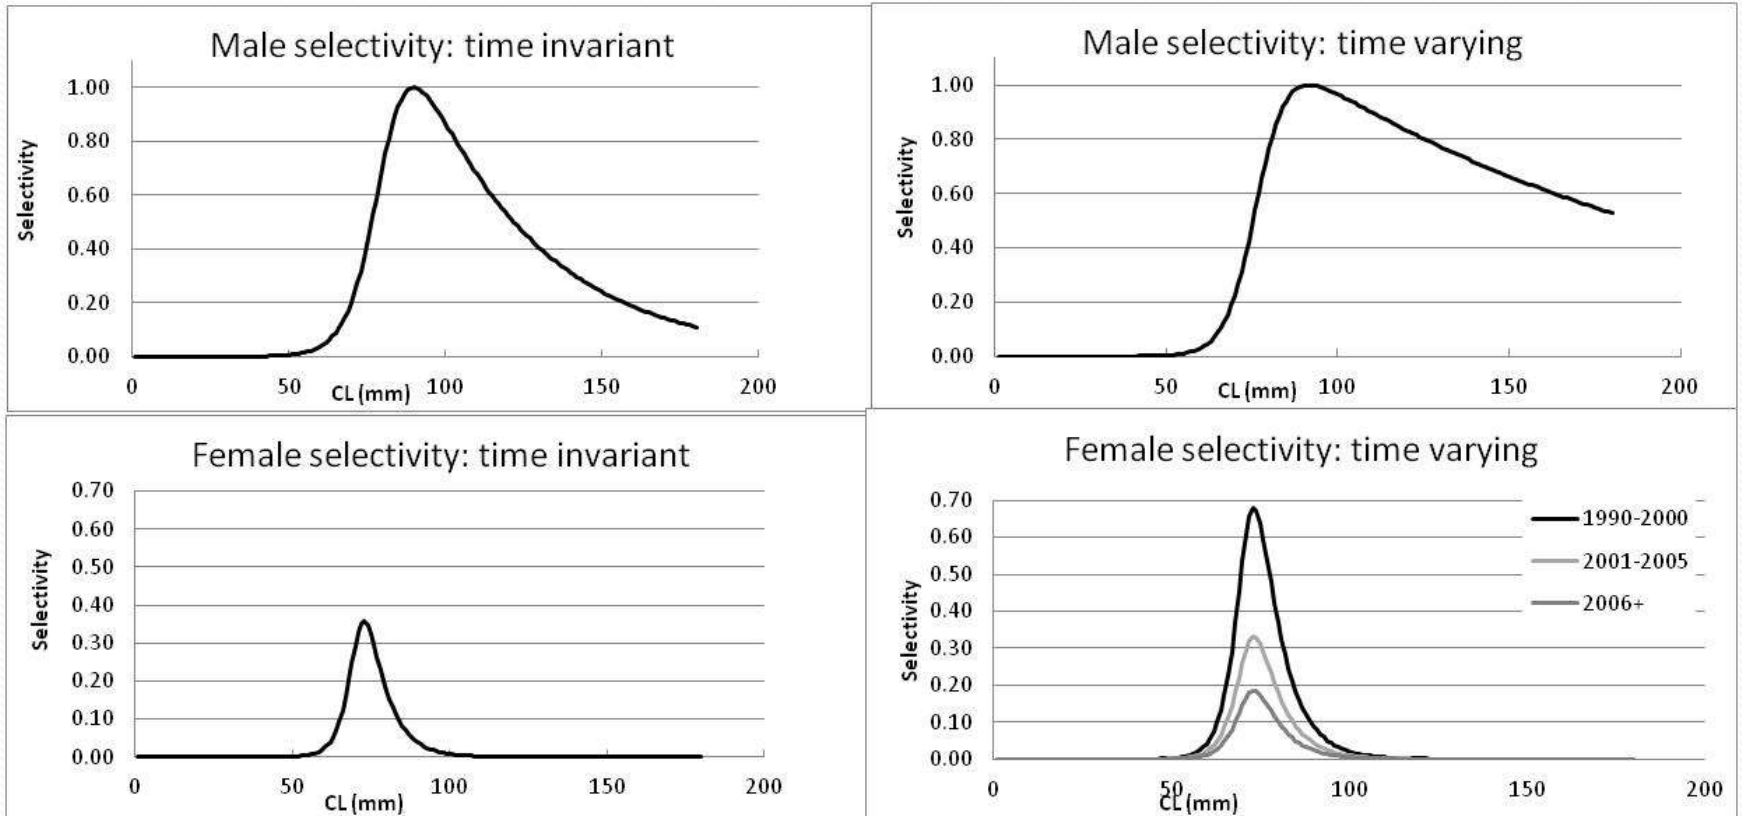 Male selectivity: time invariant
1.00
0.80
0.60
0.40
0.20
0.00
Selectivity
0 50 100 150 200
CL (mm)
Male selectivity: time varying
1.00
0.80
0.60
0.40
0.20
0.00
Selectivity
0 50 100 150 200
CL (mm)
Female selectivity: time invariant
0.70
0.60
0.50
0.40
0.30
0.20
0.10
0.00
Selectivity
0 50 100 150 200
CL (mm)
Female selectivity: time varying
0.70
0.60
0.50
0.40
0.30
0.20
0.10
0.00
Selectivity
1990-2000
2001-2005
2006+
0 50 100 150 200
CL (mm)